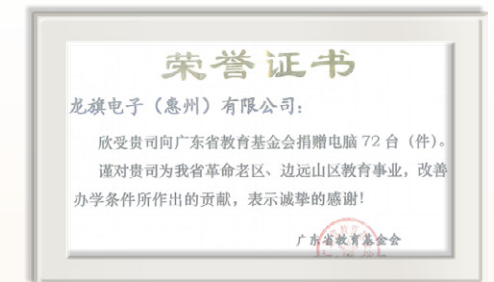 荣誉证书
龙旗电子（惠州）有限公司：
欣受贵司向广东省教育基金会捐赠电脑 72 台（件）。
谨对贵司为我省革命老区、边远山区教育事业，改善
办学条件所作出的贡献，表示诚挚的感谢！
广东省教育基金会